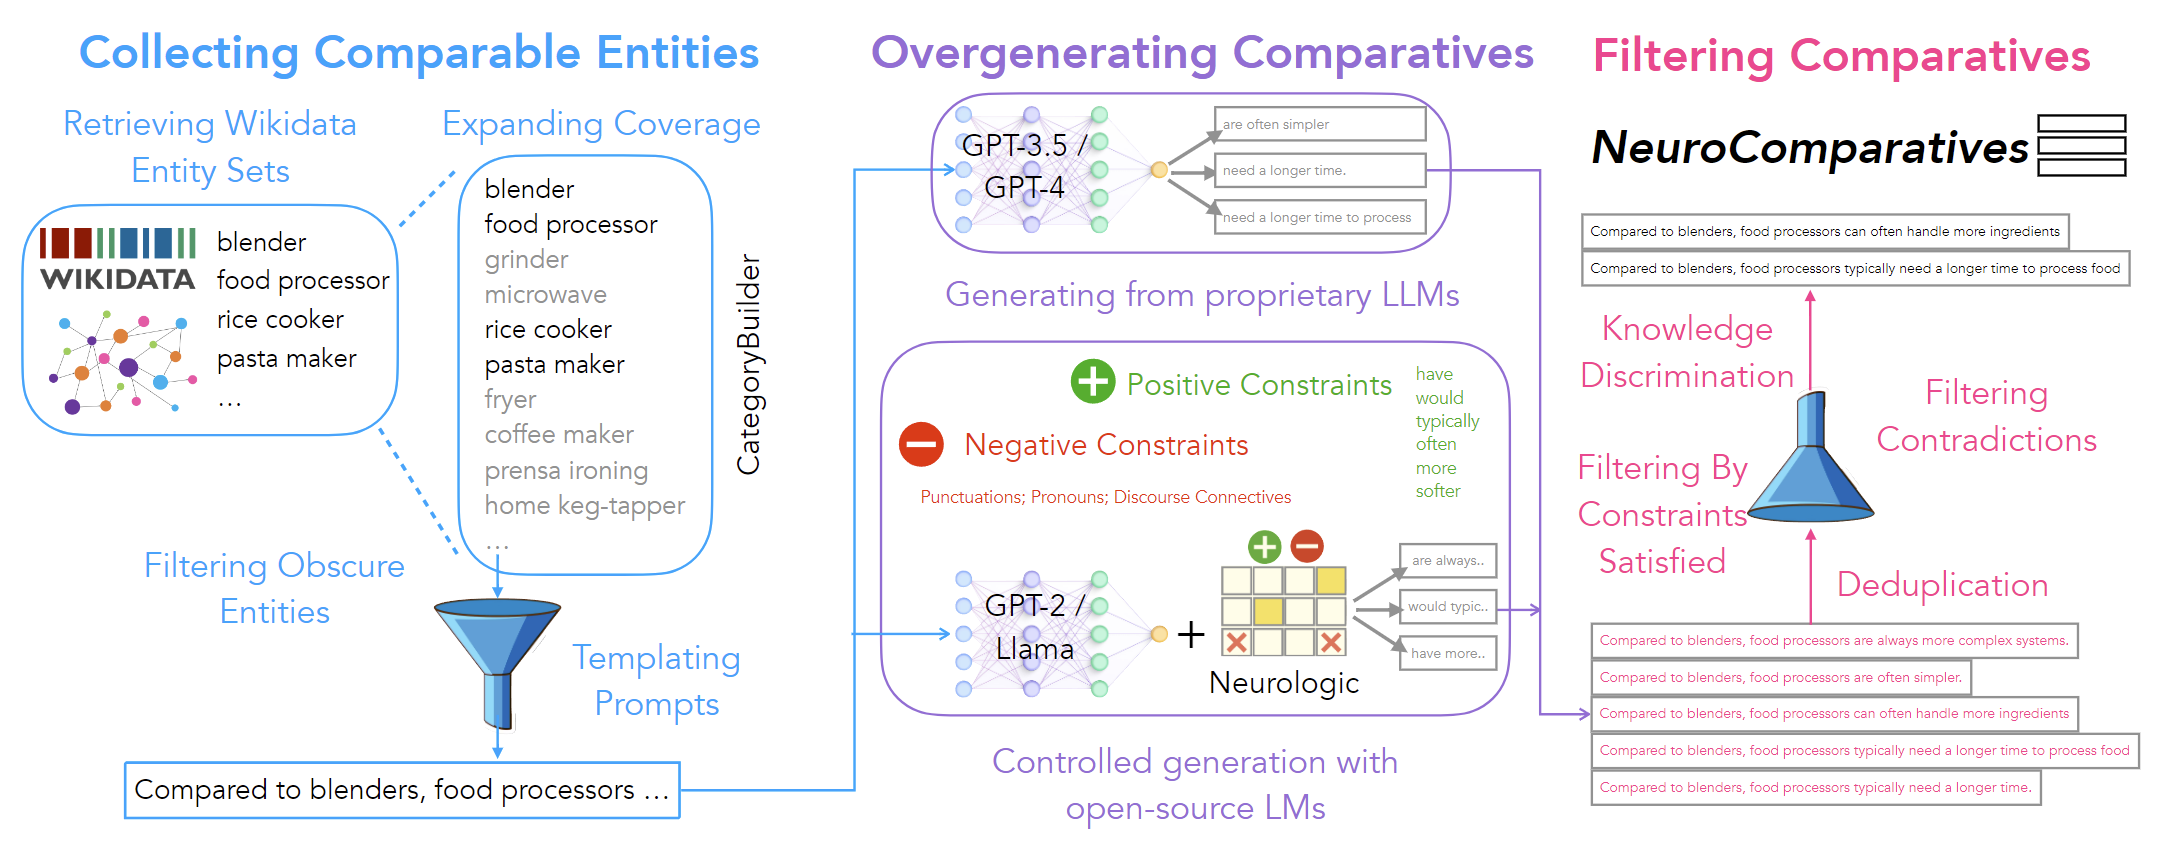 Collecting Comparable Entities
Retrieving Wikidata
Entity Sets
WIKIDATA
blender
food processor
rice cooker
pasta maker
...
Expanding Coverage
blender
food processor
grinder
microwave
rice cooker
pasta maker
fryer
coffee maker
prensa ironing
home keg-tapper
...
CategoryBuilder
Filtering Obscure
Entities
Templating
Prompts
Compared to blenders, food processors ...
Overgenerating Comparatives
GPT-3.5 /
GPT-4
are often simpler
need a longer time.
need a longer time to process
Generating from proprietary LLMs
Positive Constraints
have
would
typically
often
more
softer
Negative Constraints
Punctuations; Pronouns; Discourse Connectives
GPT-2 /
Llama
+
Neurologic
are always..
would typic..
have more..
Controlled generation with
open-source LMs
Filtering Comparatives
NeuroComparatives
Compared to blenders, food processors can often handle more ingredients
Compared to blenders, food processors typically need a longer time to process food
Knowledge
Discrimination
Filtering
Contradictions
Filtering By
Constraints
Satisfied
Deduplication
Compared to blenders, food processors are always more complex systems.
Compared to blenders, food processors are often simpler.
Compared to blenders, food processors can often handle more ingredients
Compared to blenders, food processors typically need a longer time to process food
Compared to blenders, food processors typically need a longer time.